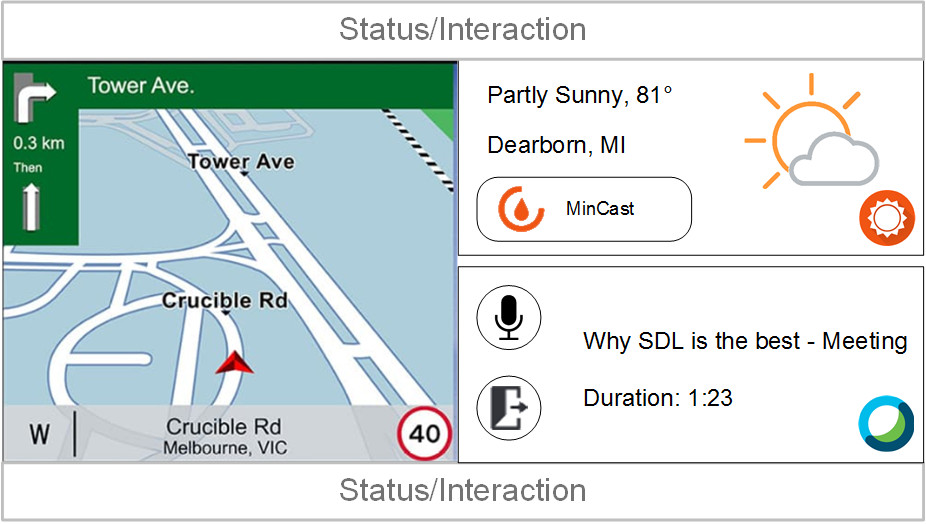 Status/Interaction
Tower Ave.
0.3 km
Then
Tower Ave
Crucible Rd
W
Crucible Rd
Melbourne, VIC
40
Partly Sunny, 81°
Dearborn, MI
MinCast
Why SDL is the best - Meeting
Duration: 1:23
Status/Interaction